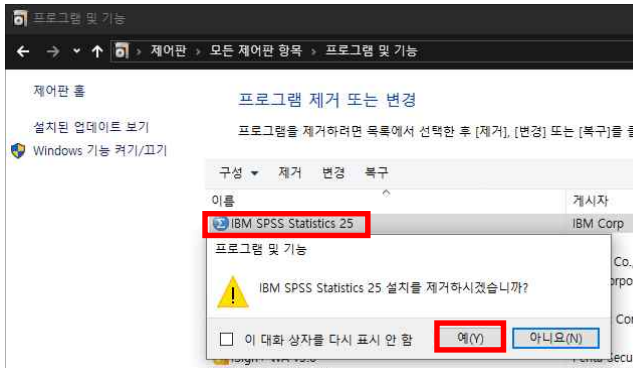 프로그램 및 기능
제어판 › 모든 제어판 항목 › 프로그램 및 기능
제어판 홈
설치된 업데이트 보기
Windows 기능 켜기/끄기
프로그램 제거 또는 변경
프로그램을 제거하려면 목록에서 선택한 후 [제거], [변경] 또는 [복구]를
구성 제거 변경 복구
이름 게시자
IBM SPSS Statistics 25 IBM Corp
프로그램 및 기능
IBM SPSS Statistics 25 설치를 제거하시겠습니까?
이 대화 상자를 다시 표시 안 함 예(Y) 아니요(N)
Co.,